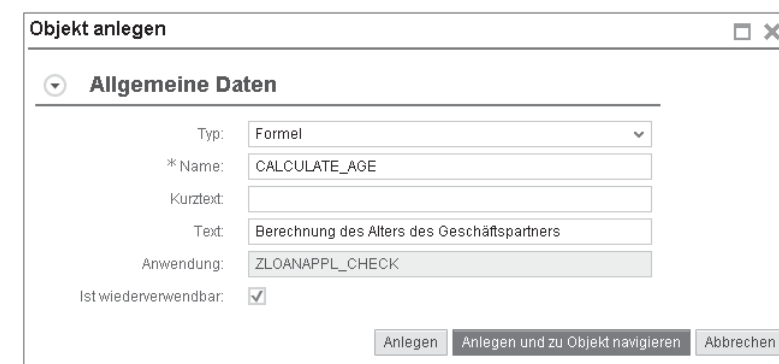 Objekt anlegen
Allgemeine Daten
Typ: Formel
* Name: CALCULATE_AGE
Kurztext:
Text: Berechnung des Alters des Geschäftspartners
Anwendung: ZLOANAPPL_CHECK
Ist wiederverwendbar:
Anlegen Anlegen und zu Objekt navigieren Abbrechen